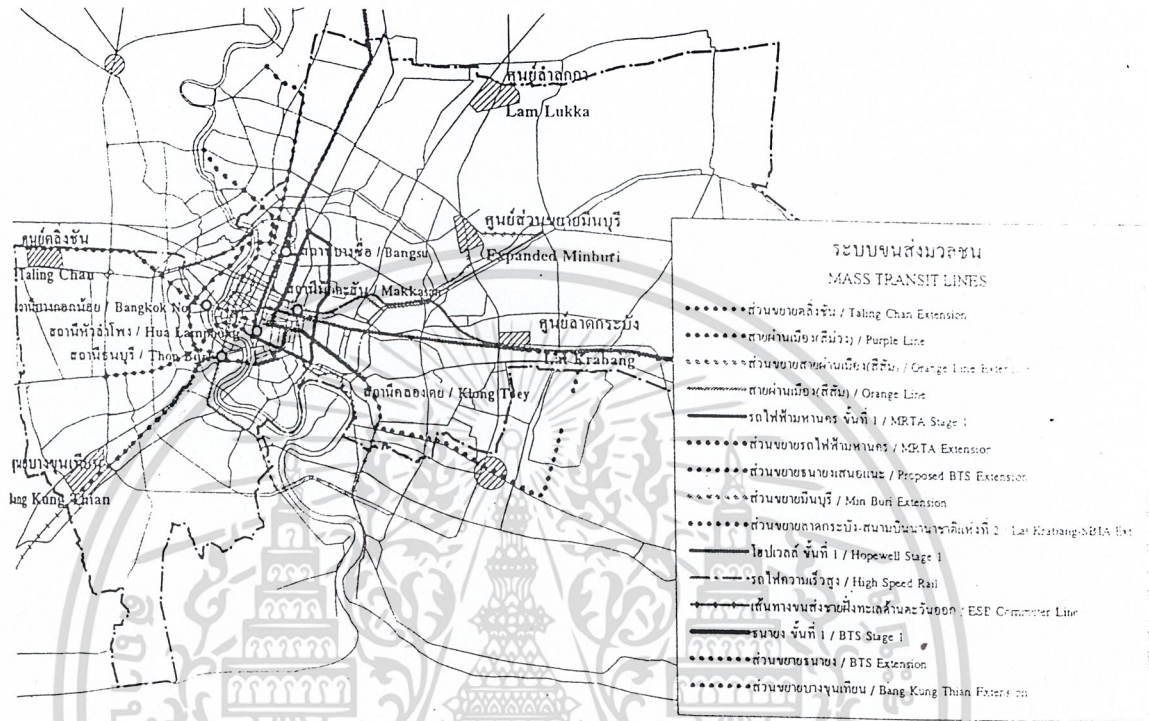 ศูนย์ลำลูกกา
Lam Lukka
ศูนย์ส่วนขยายมีนบุรี
Expanded Minburi
ศูนย์ตลิ่งชัน
Taling Chan
สถานีบางซื่อ / Bangsu
สถานีมักกะสัน / Makkasan
/ Bangkok Noi
สถานีหัวลำโพง / Hua Lampoong
สถานีธนบุรี / Thon Buri
ศูนย์ลาดกระบัง
Lat Krabang
สถานีคลองเตย / Klong Toey
Kung Thian
ระบบขนส่งมวลชน
MASS TRANSIT LINES
ส่วนขยายตลิ่งชัน / Taling Chan Extension
สายผ่านเมือง(สีม่วง) / Purple Line
ส่วนขยายสายผ่านเมือง(สีส้ม) / Orange Line
สายผ่านเมือง(สีส้ม) / Orange Line
รถไฟฟ้ามหานคร ขั้นที่ 1 / MRTA Stage 1
ส่วนขยายรถไฟฟ้ามหานคร / MRTA Extension
ส่วนขยายธนายงเสนอแนะ / Proposed BTS Extension
ส่วนขยายมีนบุรี / Min Buri Extension
ส่วนขยายลาดกระบัง-สนามบินนานาชาติแห่งที่ 2 / Lat Krabang-SBIA Ext
โฮปเวลล์ ขั้นที่ 1 / Hopewell Stage 1
รถไฟความเร็วสูง / High Speed Rail
เส้นทางขนส่งชายฝั่งทะเลด้านตะวันออก / ESB Commuter Line
ธนายง ขั้นที่ 1 / BTS Stage 1
ส่วนขยายธนายง / BTS Extension
ส่วนขยายบางขุนเทียน / Bang Kung Thian Extension